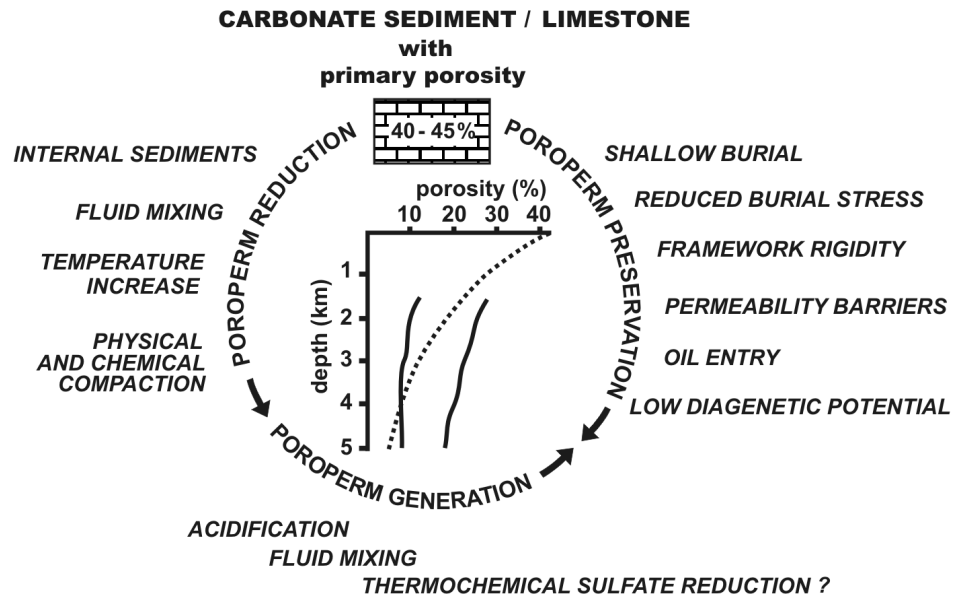 CARBONATE SEDIMENT / LIMESTONE
with
primary porosity
40 - 45%
POROPERM REDUCTION
INTERNAL SEDIMENTS
FLUID MIXING
TEMPERATURE
INCREASE
PHYSICAL
AND CHEMICAL
COMPACTION
POROPERM PRESERVATION
SHALLOW BURIAL
REDUCED BURIAL STRESS
FRAMEWORK RIGIDITY
PERMEABILITY BARRIERS
OIL ENTRY
LOW DIAGENETIC POTENTIAL
porosity (%)
10 20 30 40
depth (km)
1
2
3
4
5
POROPERM GENERATION
ACIDIFICATION
FLUID MIXING
THERMOCHEMICAL SULFATE REDUCTION ?